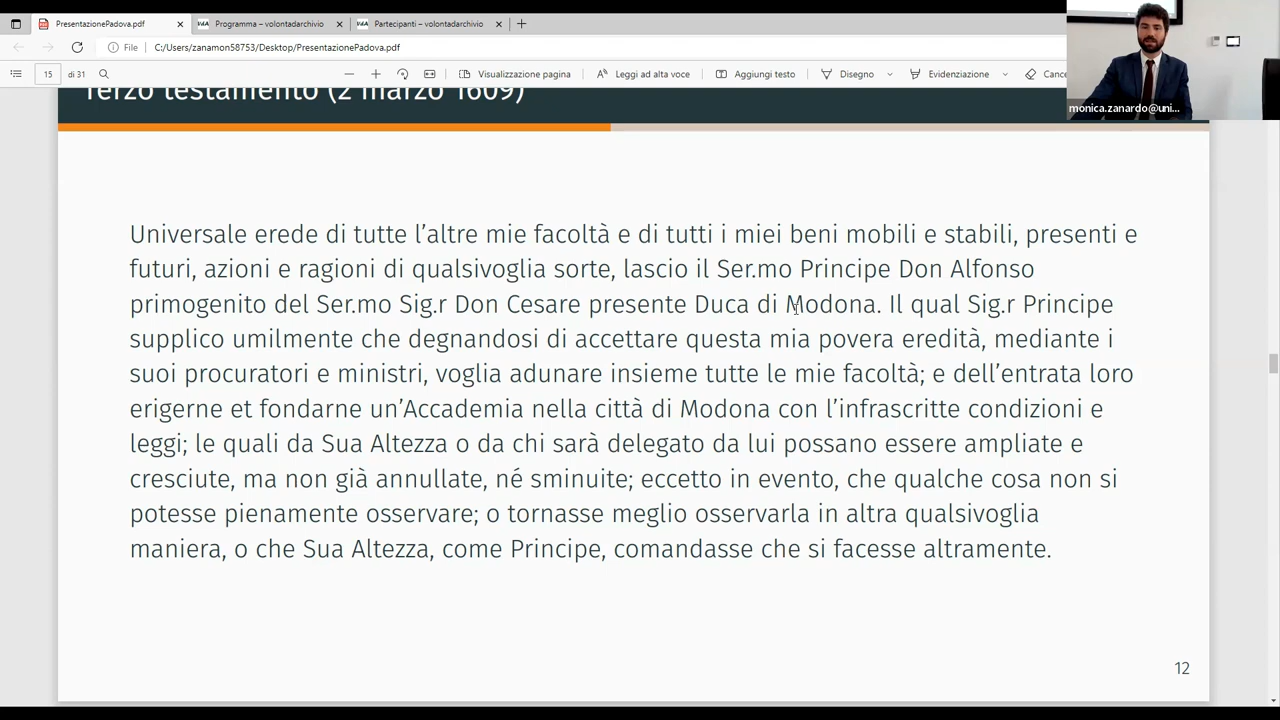 PresentazionePadova.pdf
Programma – volontadarchivio
Partecipanti – volontadarchivio
File
C:/Users/zanamon58753/Desktop/PresentazionePadova.pdf
15
di 31
Visualizzazione pagina
Leggi ad alta voce
Aggiungi testo
Disegno
Evidenziazione
Cance
monica.zanardo@uni...
Terzo testamento (2 marzo 1609)
Universale erede di tutte l’altre mie facoltà e di tutti i miei beni mobili e stabili, presenti e
futuri, azioni e ragioni di qualsivoglia sorte, lascio il Ser.mo Principe Don Alfonso
primogenito del Ser.mo Sig.r Don Cesare presente Duca di Modona. Il qual Sig.r Principe
supplico umilmente che degnandosi di accettare questa mia povera eredità, mediante i
suoi procuratori e ministri, voglia adunare insieme tutte le mie facoltà; e dell’entrata loro
erigerne et fondarne un’Accademia nella città di Modona con l’infrascritte condizioni e
leggi; le quali da Sua Altezza o da chi sarà delegato da lui possano essere ampliate e
cresciute, ma non già annullate, né sminuite; eccetto in evento, che qualche cosa non si
potesse pienamente osservare; o tornasse meglio osservarla in altra qualsivoglia
maniera, o che Sua Altezza, come Principe, comandasse che si facesse altramente.
12